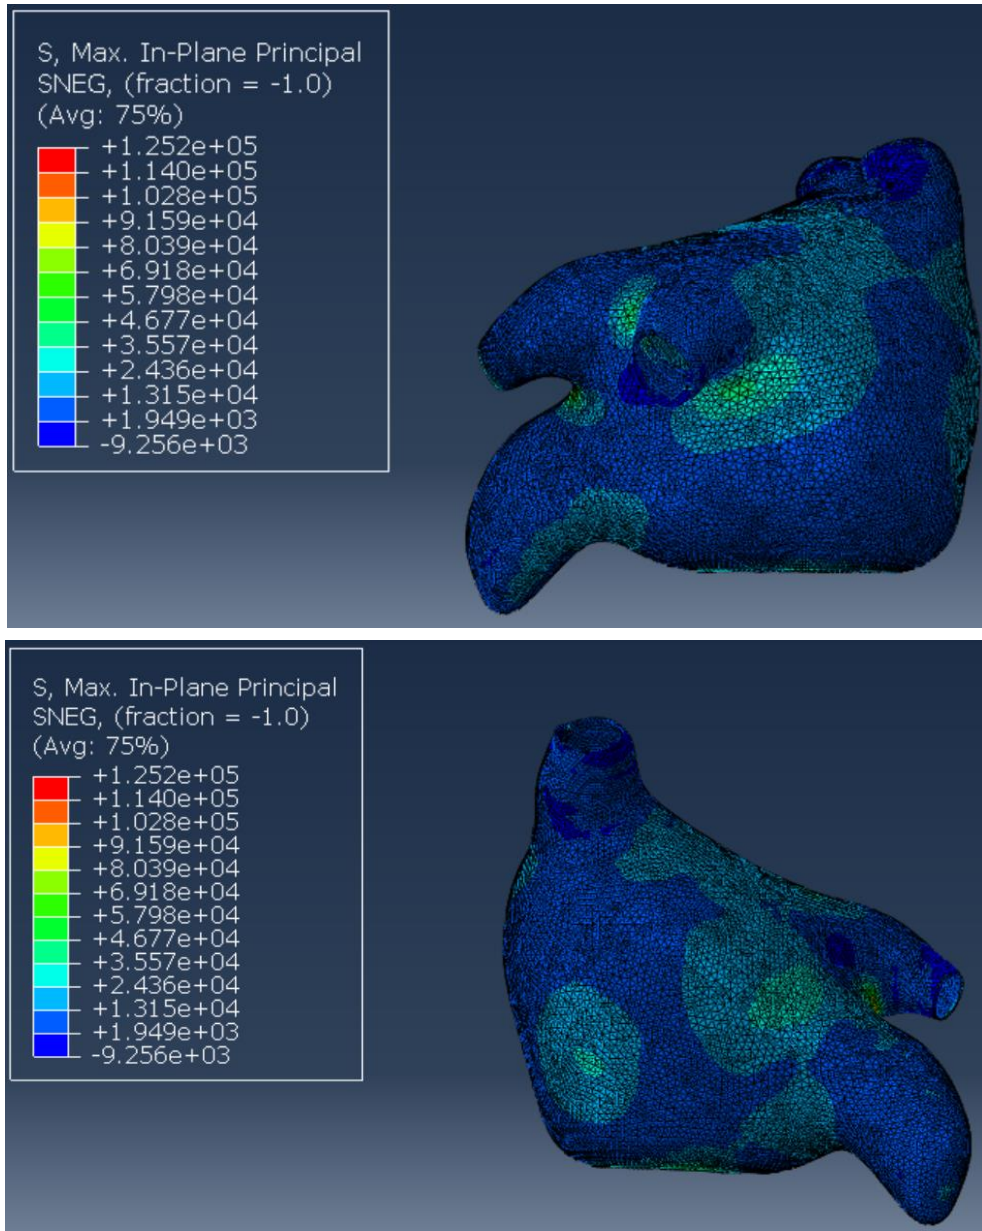 S, Max. In-Plane Principal
SNEG, (fraction = -1.0)
(Avg: 75%)
+1.252e+05
+1.140e+05
+1.028e+05
+9.159e+04
+8.039e+04
+6.918e+04
+5.798e+04
+4.677e+04
+3.557e+04
+2.436e+04
+1.315e+04
+1.949e+03
-9.256e+03
S, Max. In-Plane Principal
SNEG, (fraction = -1.0)
(Avg: 75%)
+1.252e+05
+1.140e+05
+1.028e+05
+9.159e+04
+8.039e+04
+6.918e+04
+5.798e+04
+4.677e+04
+3.557e+04
+2.436e+04
+1.315e+04
+1.949e+03
-9.256e+03